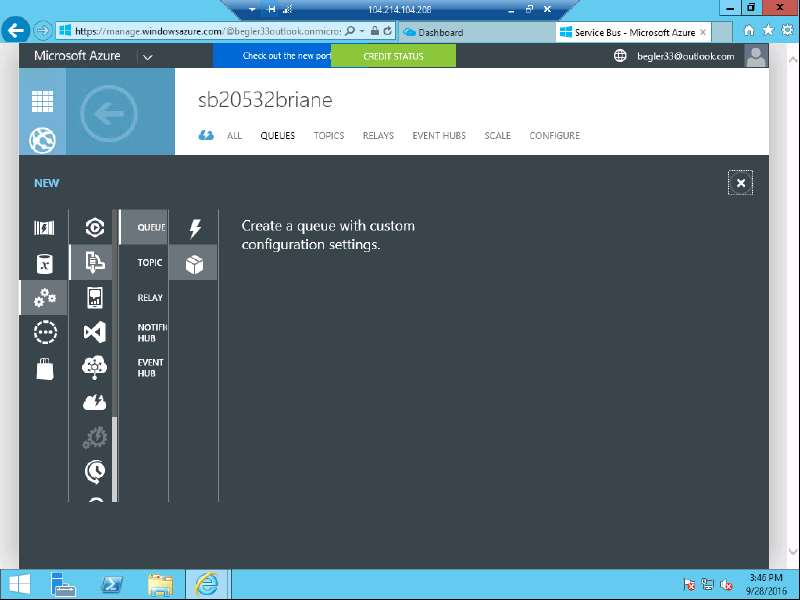 104.214.104.208
https://manage.windowsazure.com/@begler33outlook.onmicros
Dashboard
Service Bus - Microsoft Azure
Microsoft Azure
Check out the new port
CREDIT STATUS
begler33@outlook.com
sb20532briane
ALL
QUEUES
TOPICS
RELAYS
EVENT HUBS
SCALE
CONFIGURE
NEW
QUEUE
TOPIC
RELAY
NOTIFI
HUB
EVENT
HUB
Create a queue with custom
configuration settings.
3:46 PM
9/28/2016